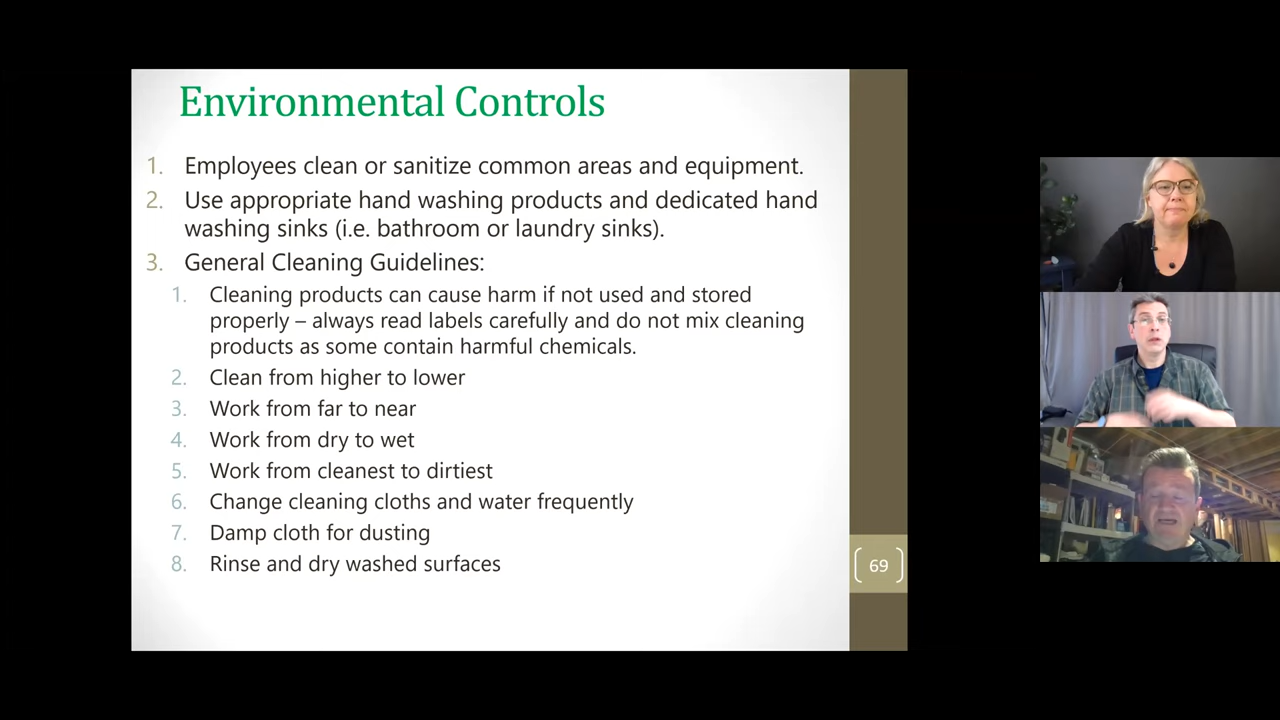 Environmental Controls
1. Employees clean or sanitize common areas and equipment.
2. Use appropriate hand washing products and dedicated hand
washing sinks (i.e. bathroom or laundry sinks).
3. General Cleaning Guidelines:
1. Cleaning products can cause harm if not used and stored
properly – always read labels carefully and do not mix cleaning
products as some contain harmful chemicals.
2. Clean from higher to lower
3. Work from far to near
4. Work from dry to wet
5. Work from cleanest to dirtiest
6. Change cleaning cloths and water frequently
7. Damp cloth for dusting
8. Rinse and dry washed surfaces
69